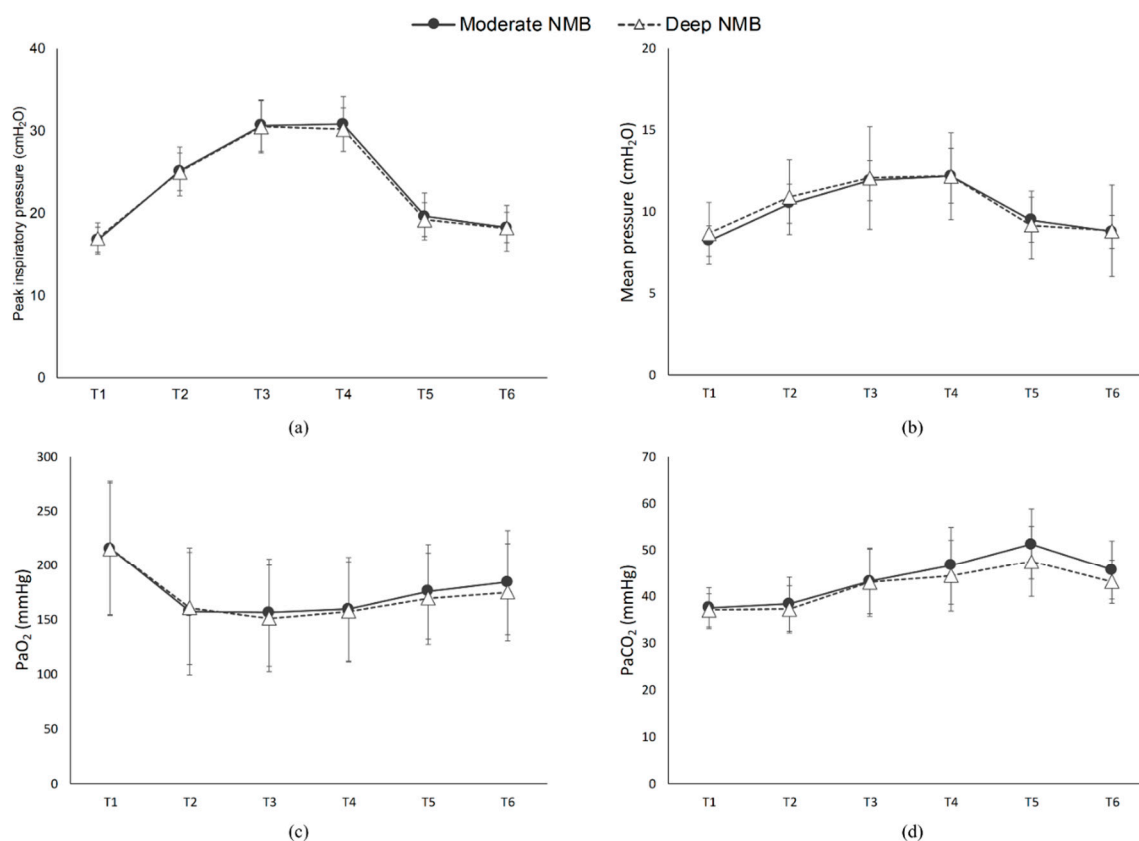 Moderate NMB Deep NMB
Peak inspiratory pressure (cmH₂O)
40
30
20
10
0
T1 T2 T3 T4 T5 T6
(a)
Mean pressure (cmH₂O)
20
15
10
5
0
T1 T2 T3 T4 T5 T6
(b)
PaO₂ (mmHg)
300
250
200
150
100
50
0
T1 T2 T3 T4 T5 T6
(c)
PaCO₂ (mmHg)
70
60
50
40
30
20
10
0
T1 T2 T3 T4 T5 T6
(d)